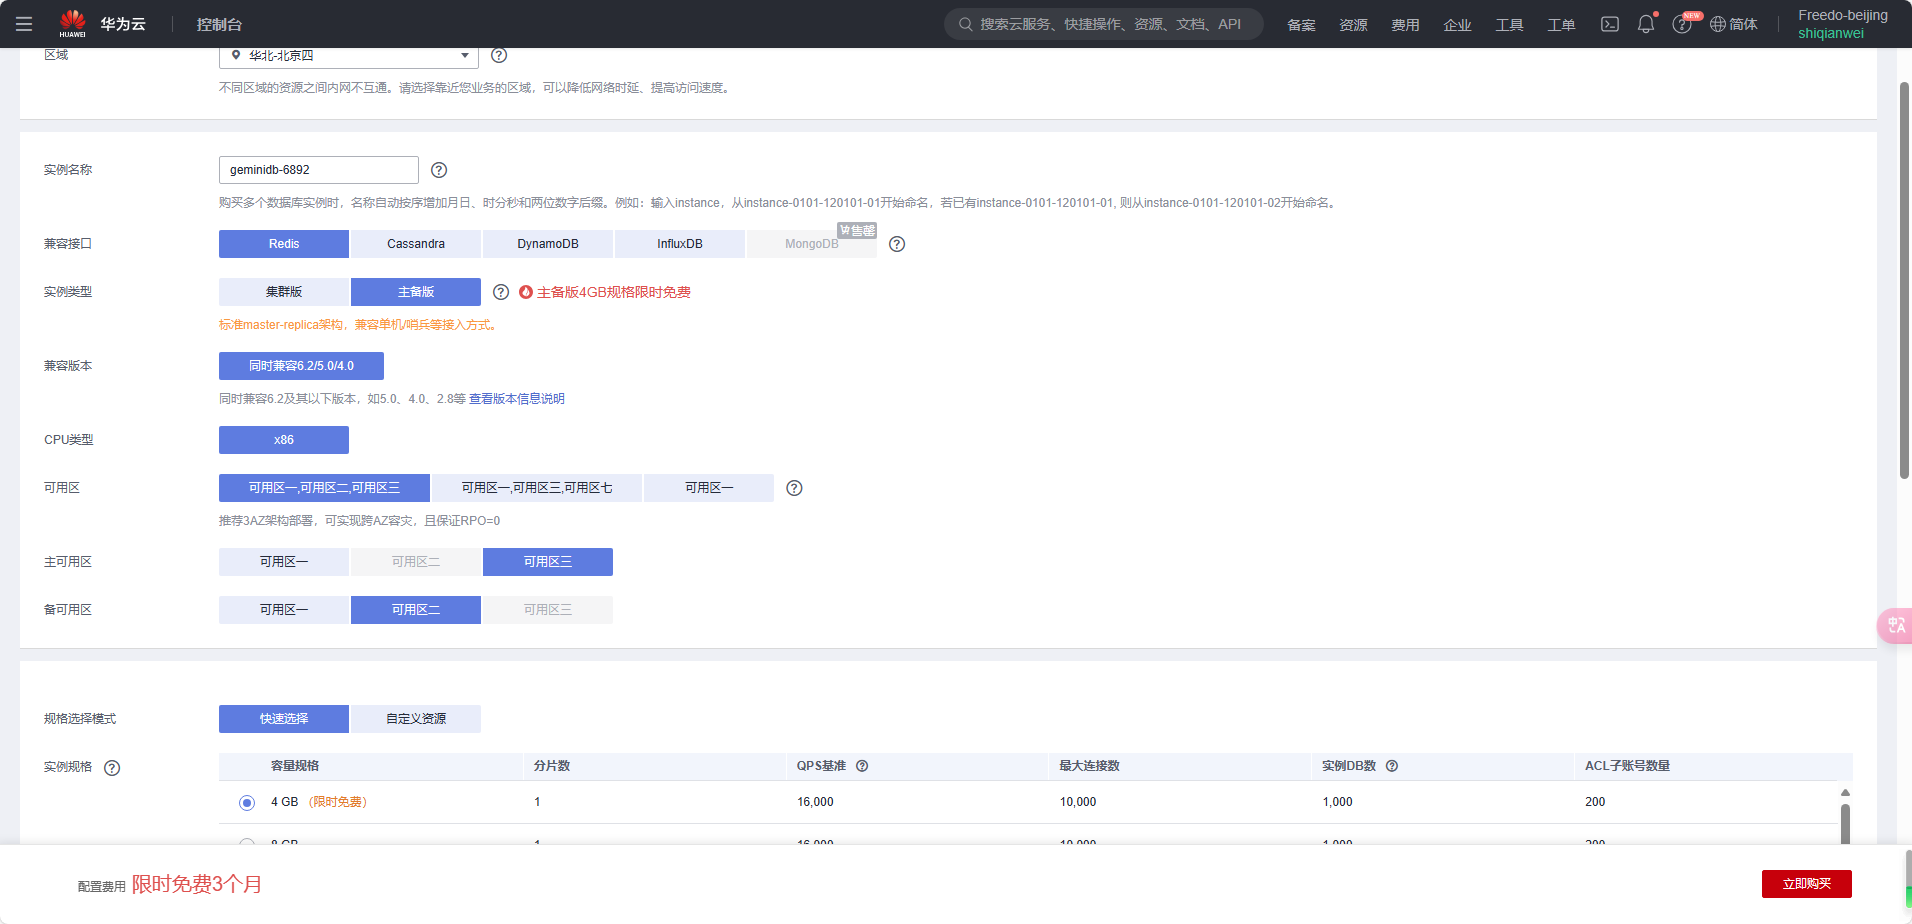 HUAWEI
华为云
控制台
搜索云服务、快捷操作、资源、文档、API
备案
资源
费用
企业
工具
工单
NEW
简体
Freedo-beijing
shiqianwei
区域
华北-北京四
不同区域的资源之间内网不互通。请选择靠近您业务的区域，可以降低网络时延、提高访问速度。
实例名称
geminidb-6892
购买多个数据库实例时，名称自动按序增加月日、时分秒和两位数字后缀。例如：输入instance，从instance-0101-120101-01开始命名，若已有instance-0101-120101-01, 则从instance-0101-120101-02开始命名。
兼容接口
Redis
Cassandra
DynamoDB
InfluxDB
MongoDB
售罄
实例类型
集群版
主备版
主备版4GB规格限时免费
标准master-replica架构，兼容单机/哨兵等接入方式。
兼容版本
同时兼容6.2/5.0/4.0
同时兼容6.2及其以下版本，如5.0、4.0、2.8等 查看版本信息说明
CPU类型
x86
可用区
可用区一,可用区二,可用区三
可用区一,可用区三,可用区七
可用区一
推荐3AZ架构部署，可实现跨AZ容灾，且保证RPO=0
主可用区
可用区一
可用区二
可用区三
备可用区
可用区一
可用区二
可用区三
规格选择模式
快速选择
自定义资源
实例规格
容量规格
分片数
QPS基准
最大连接数
实例DB数
ACL子账号数量
4 GB （限时免费）
1
16,000
10,000
1,000
200
8 GB
1
16,000
10,000
1,000
200
配置费用 限时免费3个月
立即购买